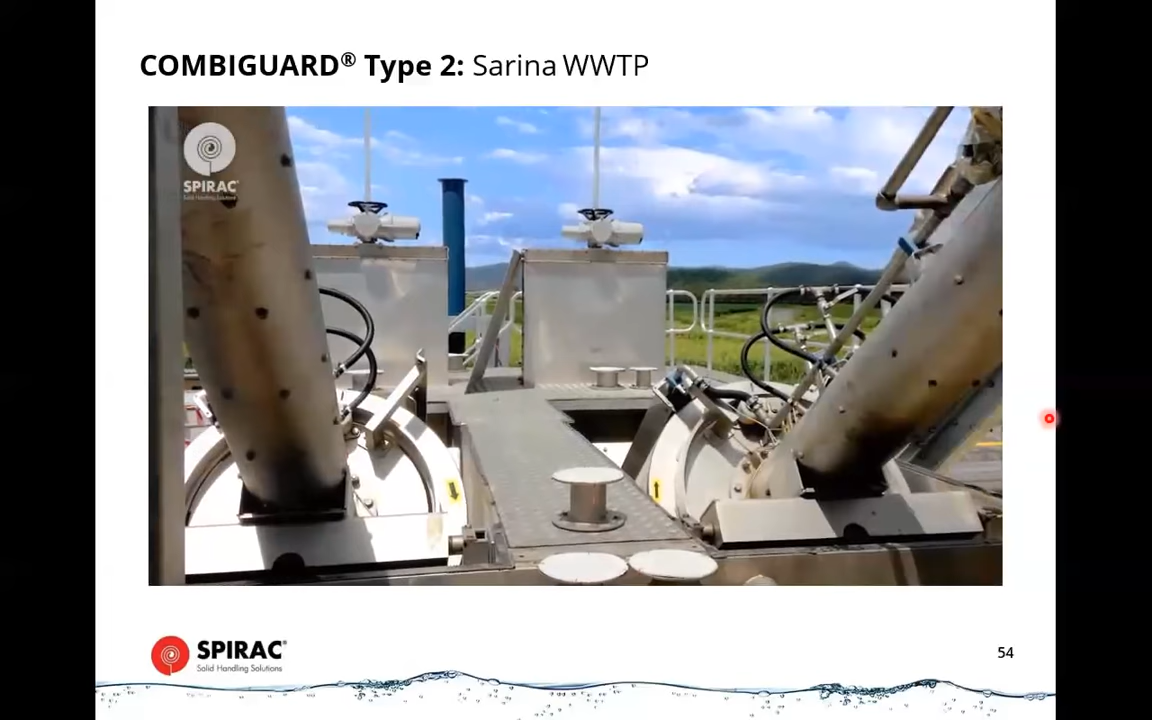 COMBIGUARD® Type 2: Sarina WWTP
SPIRAC
Solid Handling Solutions
SPIRAC®
Solid Handling Solutions
54